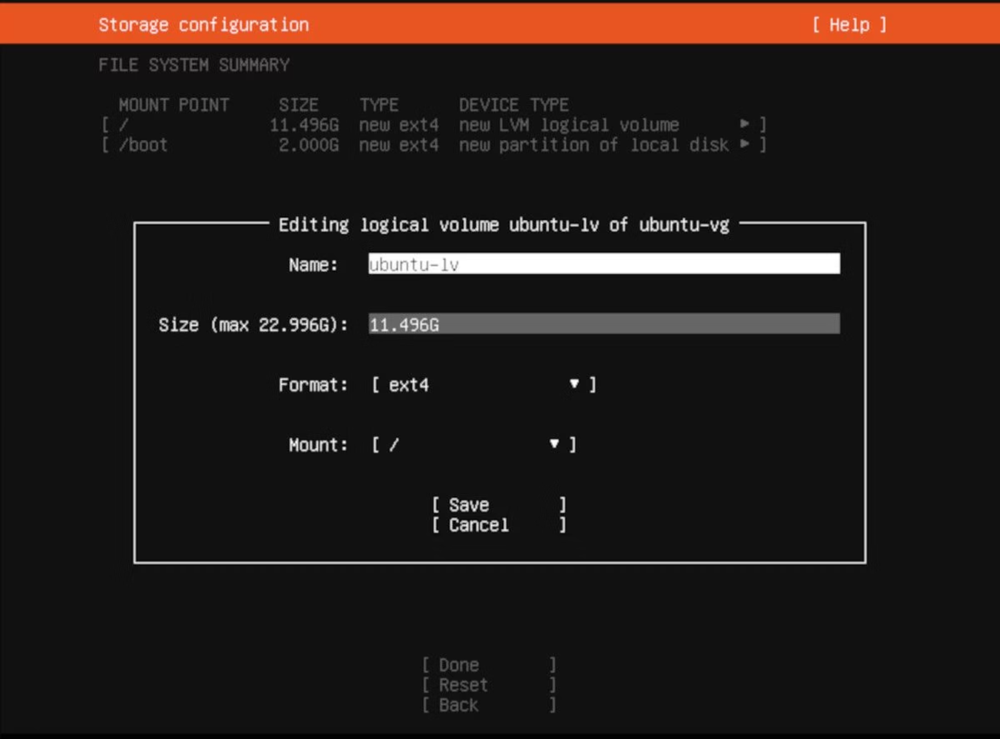 Storage configuration [ Help ]
FILE SYSTEM SUMMARY
MOUNT POINT SIZE TYPE DEVICE TYPE
[ / 11.496G new ext4 new LVM logical volume ▸ ]
[ /boot 2.000G new ext4 new partition of local disk ▸ ]
Editing logical volume ubuntu-lv of ubuntu-vg
Name: ubuntu-lv
Size (max 22.996G): 11.496G
Format: [ ext4 ▾ ]
Mount: [ / ▾ ]
[ Save ]
[ Cancel ]
[ Done ]
[ Reset ]
[ Back ]